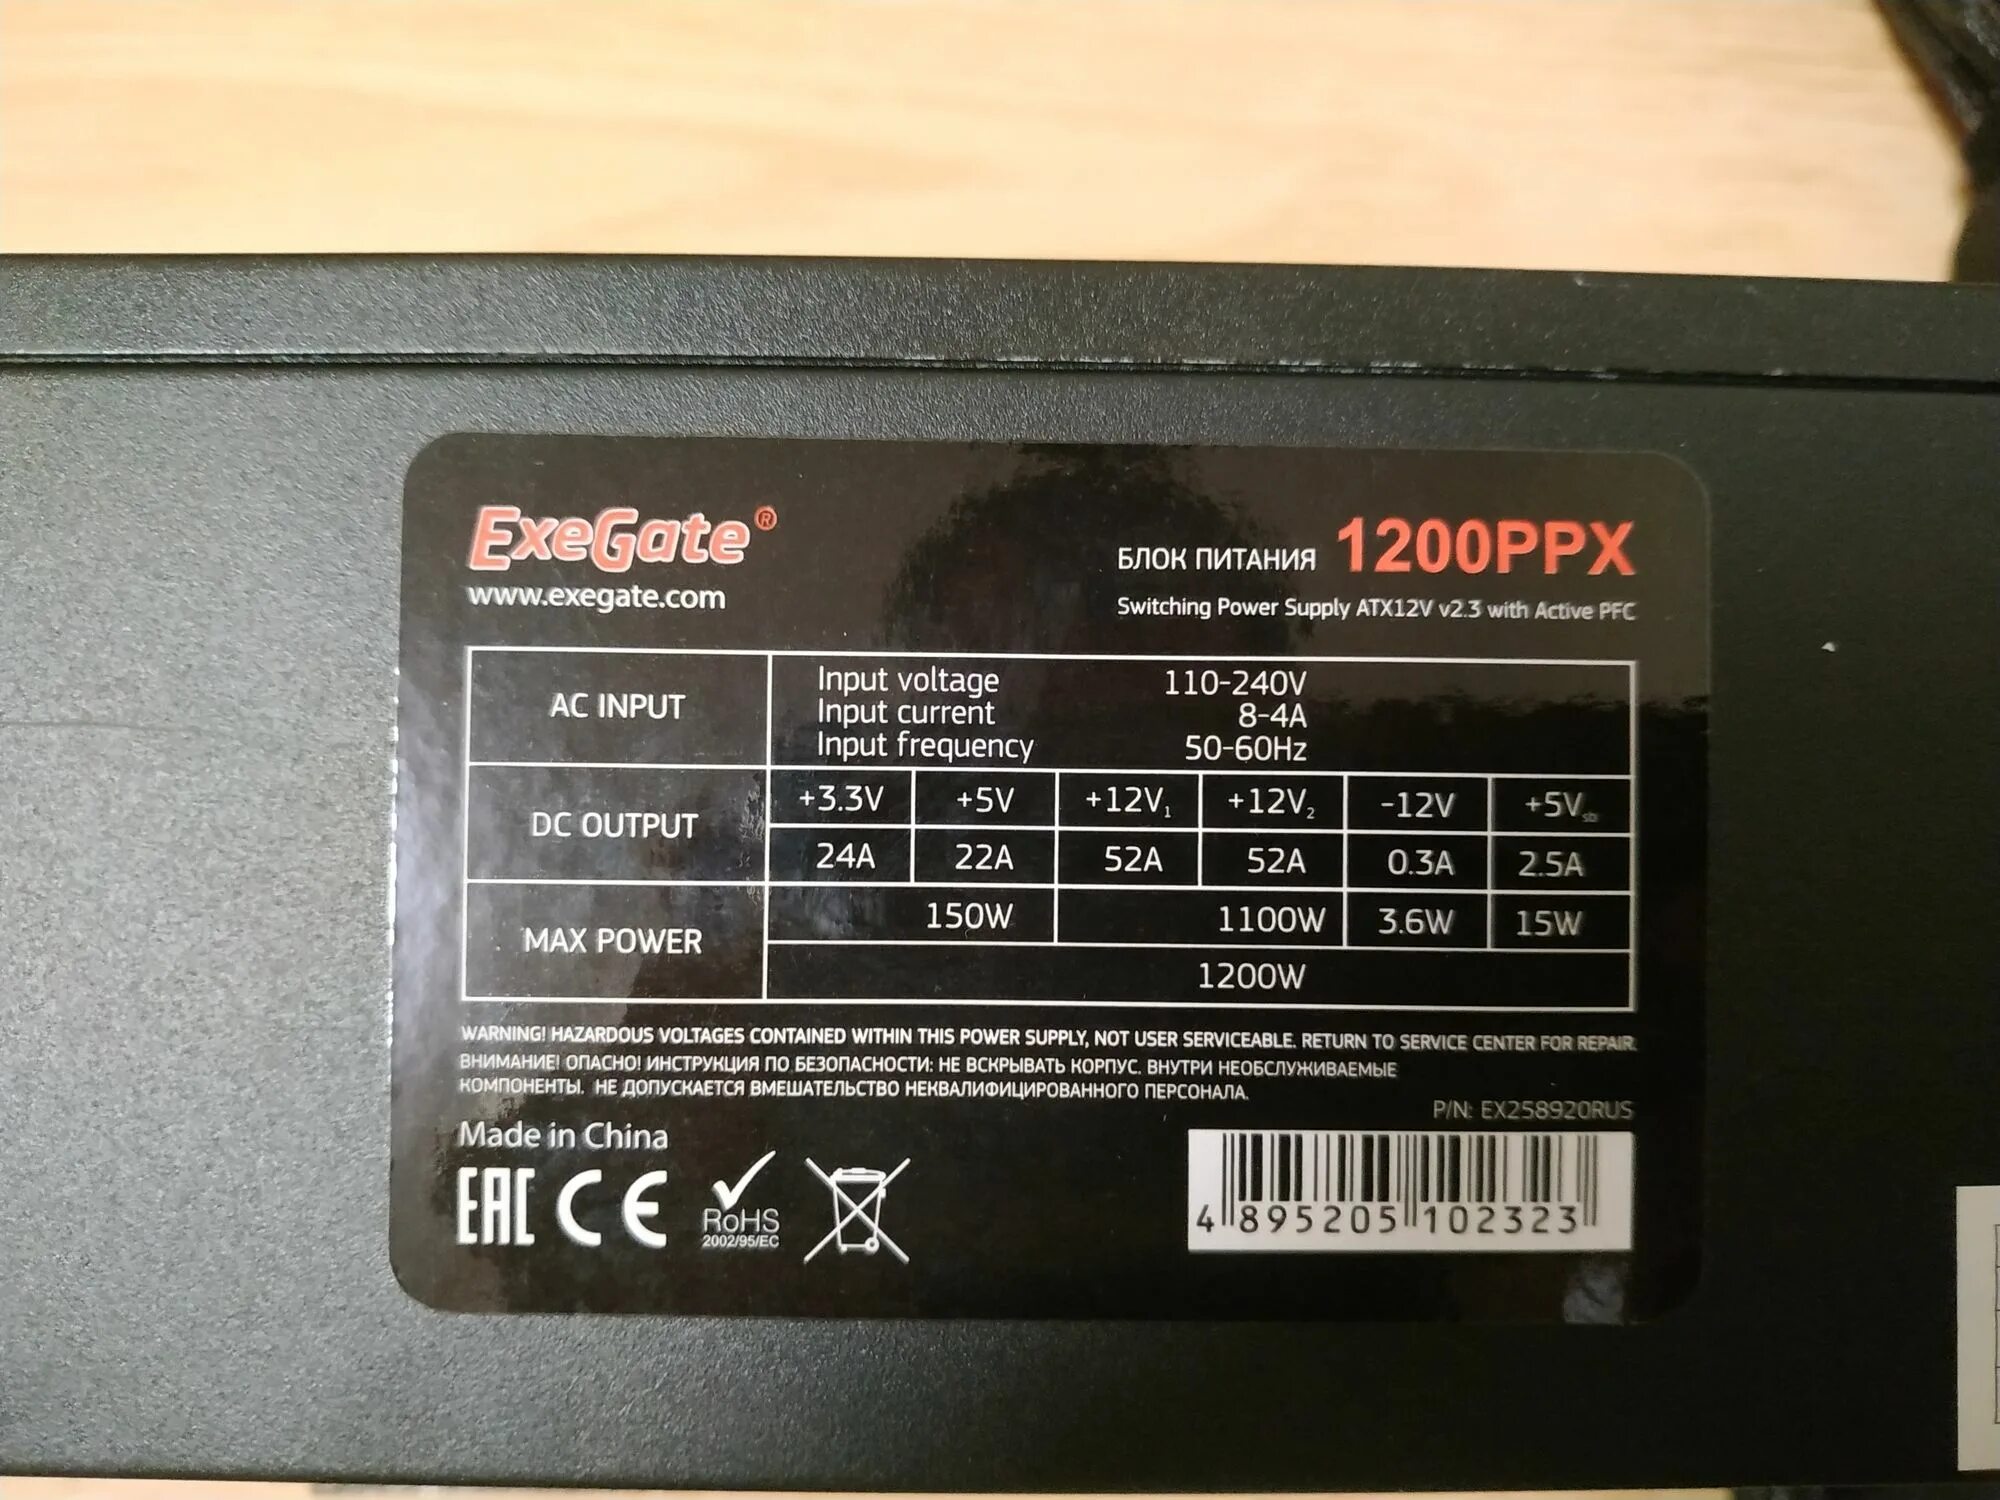 ExeGate®
www.exegate.com
БЛОК ПИТАНИЯ 1200PPX
Switching Power Supply ATX12V v2.3 with Active PFC
AC INPUT
Input voltage 110-240V
Input current 8-4A
Input frequency 50-60Hz
DC OUTPUT
+3.3V +5V +12V1 +12V2 -12V +5Vsb
24A 22A 52A 52A 0.3A 2.5A
MAX POWER
150W 1100W 3.6W 15W
1200W
WARNING! HAZARDOUS VOLTAGES CONTAINED WITHIN THIS POWER SUPPLY, NOT USER SERVICEABLE. RETURN TO SERVICE CENTER FOR REPAIR.
ВНИМАНИЕ! ОПАСНО! ИНСТРУКЦИЯ ПО БЕЗОПАСНОСТИ: НЕ ВСКРЫВАТЬ КОРПУС. ВНУТРИ НЕОБСЛУЖИВАЕМЫЕ
КОМПОНЕНТЫ. НЕ ДОПУСКАЕТСЯ ВМЕШАТЕЛЬСТВО НЕКВАЛИФИЦИРОВАННОГО ПЕРСОНАЛА.
P/N: EX258920RUS
Made in China
EAC CE RoHS
2002/95/EC
4 895205 102323